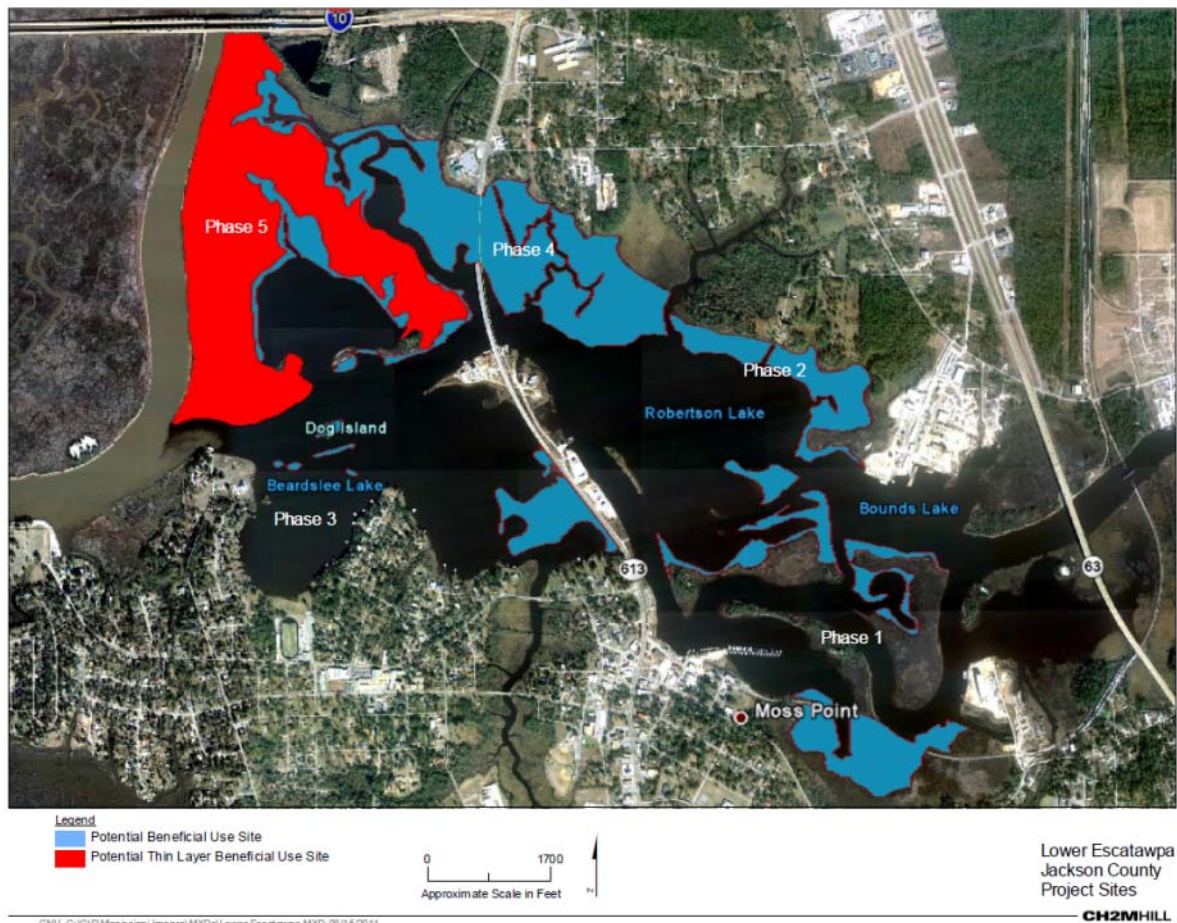 10
Phase 5
Phase 4
Phase 2
Robertson Lake
Dog Island
Beardslee Lake
Phase 3
Bounds Lake
613
63
Phase 1
Moss Point
Legend
Potential Beneficial Use Site
Potential Thin Layer Beneficial Use Site
0 1700
Approximate Scale in Feet
Lower Escatawpa
Jackson County
Project Sites
CH2MHILL